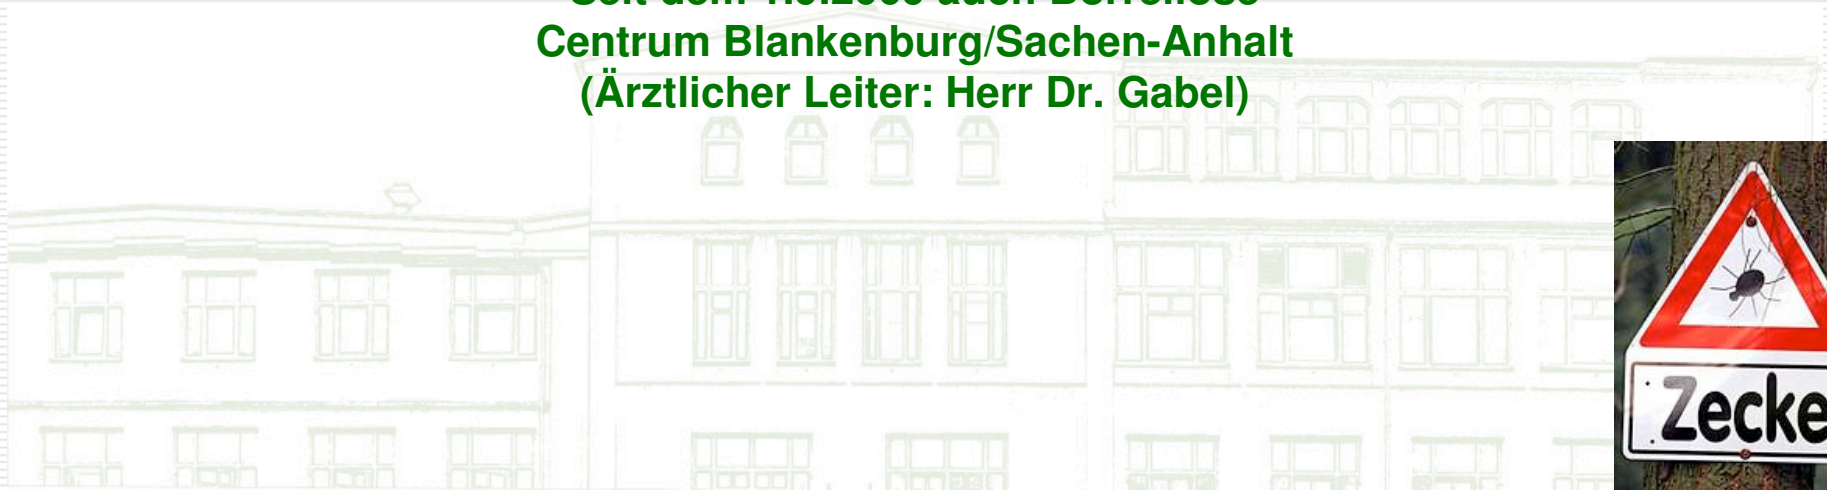 Centrum Blankenburg/Sachen-Anhalt
(Ärztlicher Leiter: Herr Dr. Gabel)
Zecke